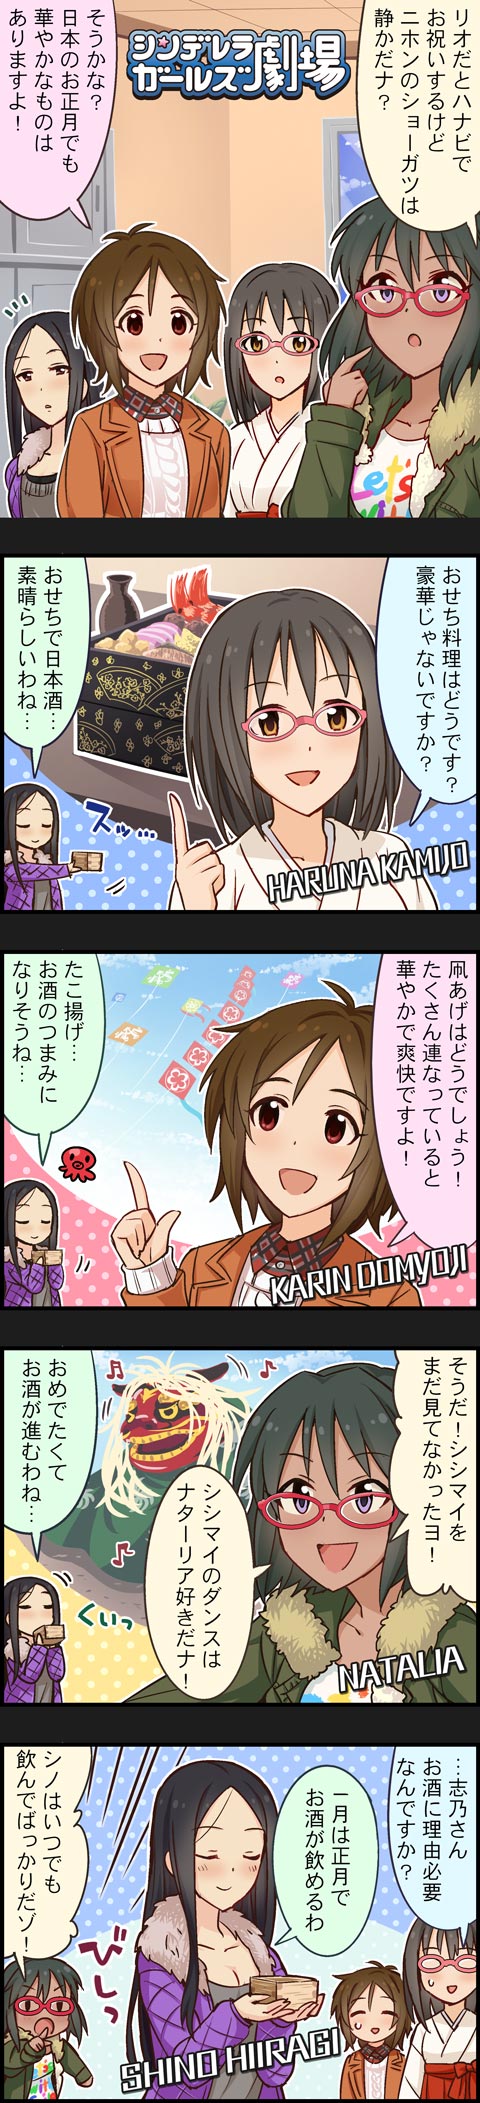 シンデレラ
ガールズ劇場
リオだとハナビで
お祝いするけど
ニホンのショーガツは
静かだナ？
そうかな？
日本のお正月でも
華やかなものは
ありますよ！
Let's
おせち料理はどうです？
豪華じゃないですか？
おせちで日本酒…
素晴らしいわね…
スッ…
HARUNA KAMIJO
凧あげはどうでしょう！
たくさん連なっていると
華やかで爽快ですよ！
たこ揚げ…
お酒のつまみに
なりそうね…
KARIN DOMYOJI
そうだ！シシマイを
まだ見てなかったヨ！
シシマイのダンスは
ナターリア好きだナ！
おめでたくて
お酒が進むわね…
くいっ
NATALIA
…志乃さん
お酒に理由必要
なんですか？
一月は正月で
お酒が飲めるわ
シノはいつでも
飲んでばっかりだゾ！
びしっ
SHINO HIIRAGI